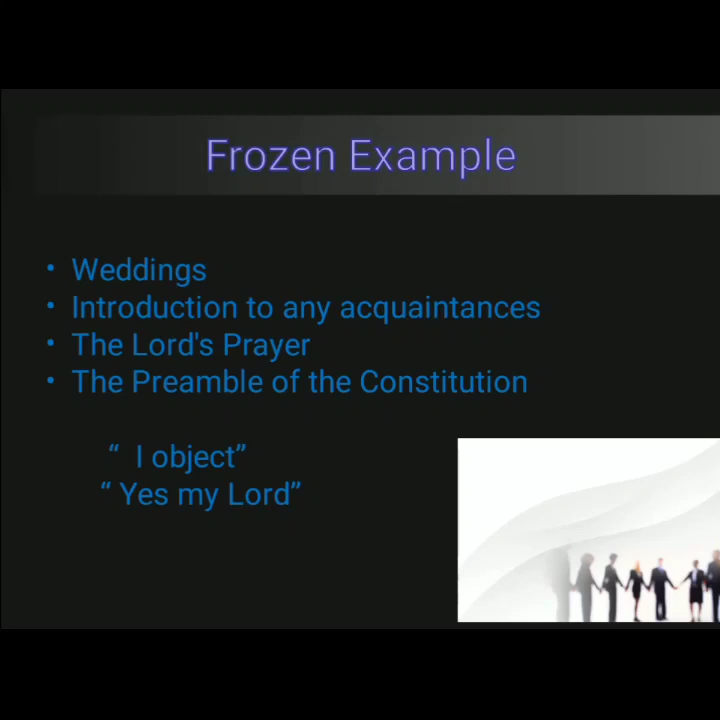 Frozen Example
• Weddings
• Introduction to any acquaintances
• The Lord's Prayer
• The Preamble of the Constitution
“ I object”
“ Yes my Lord”